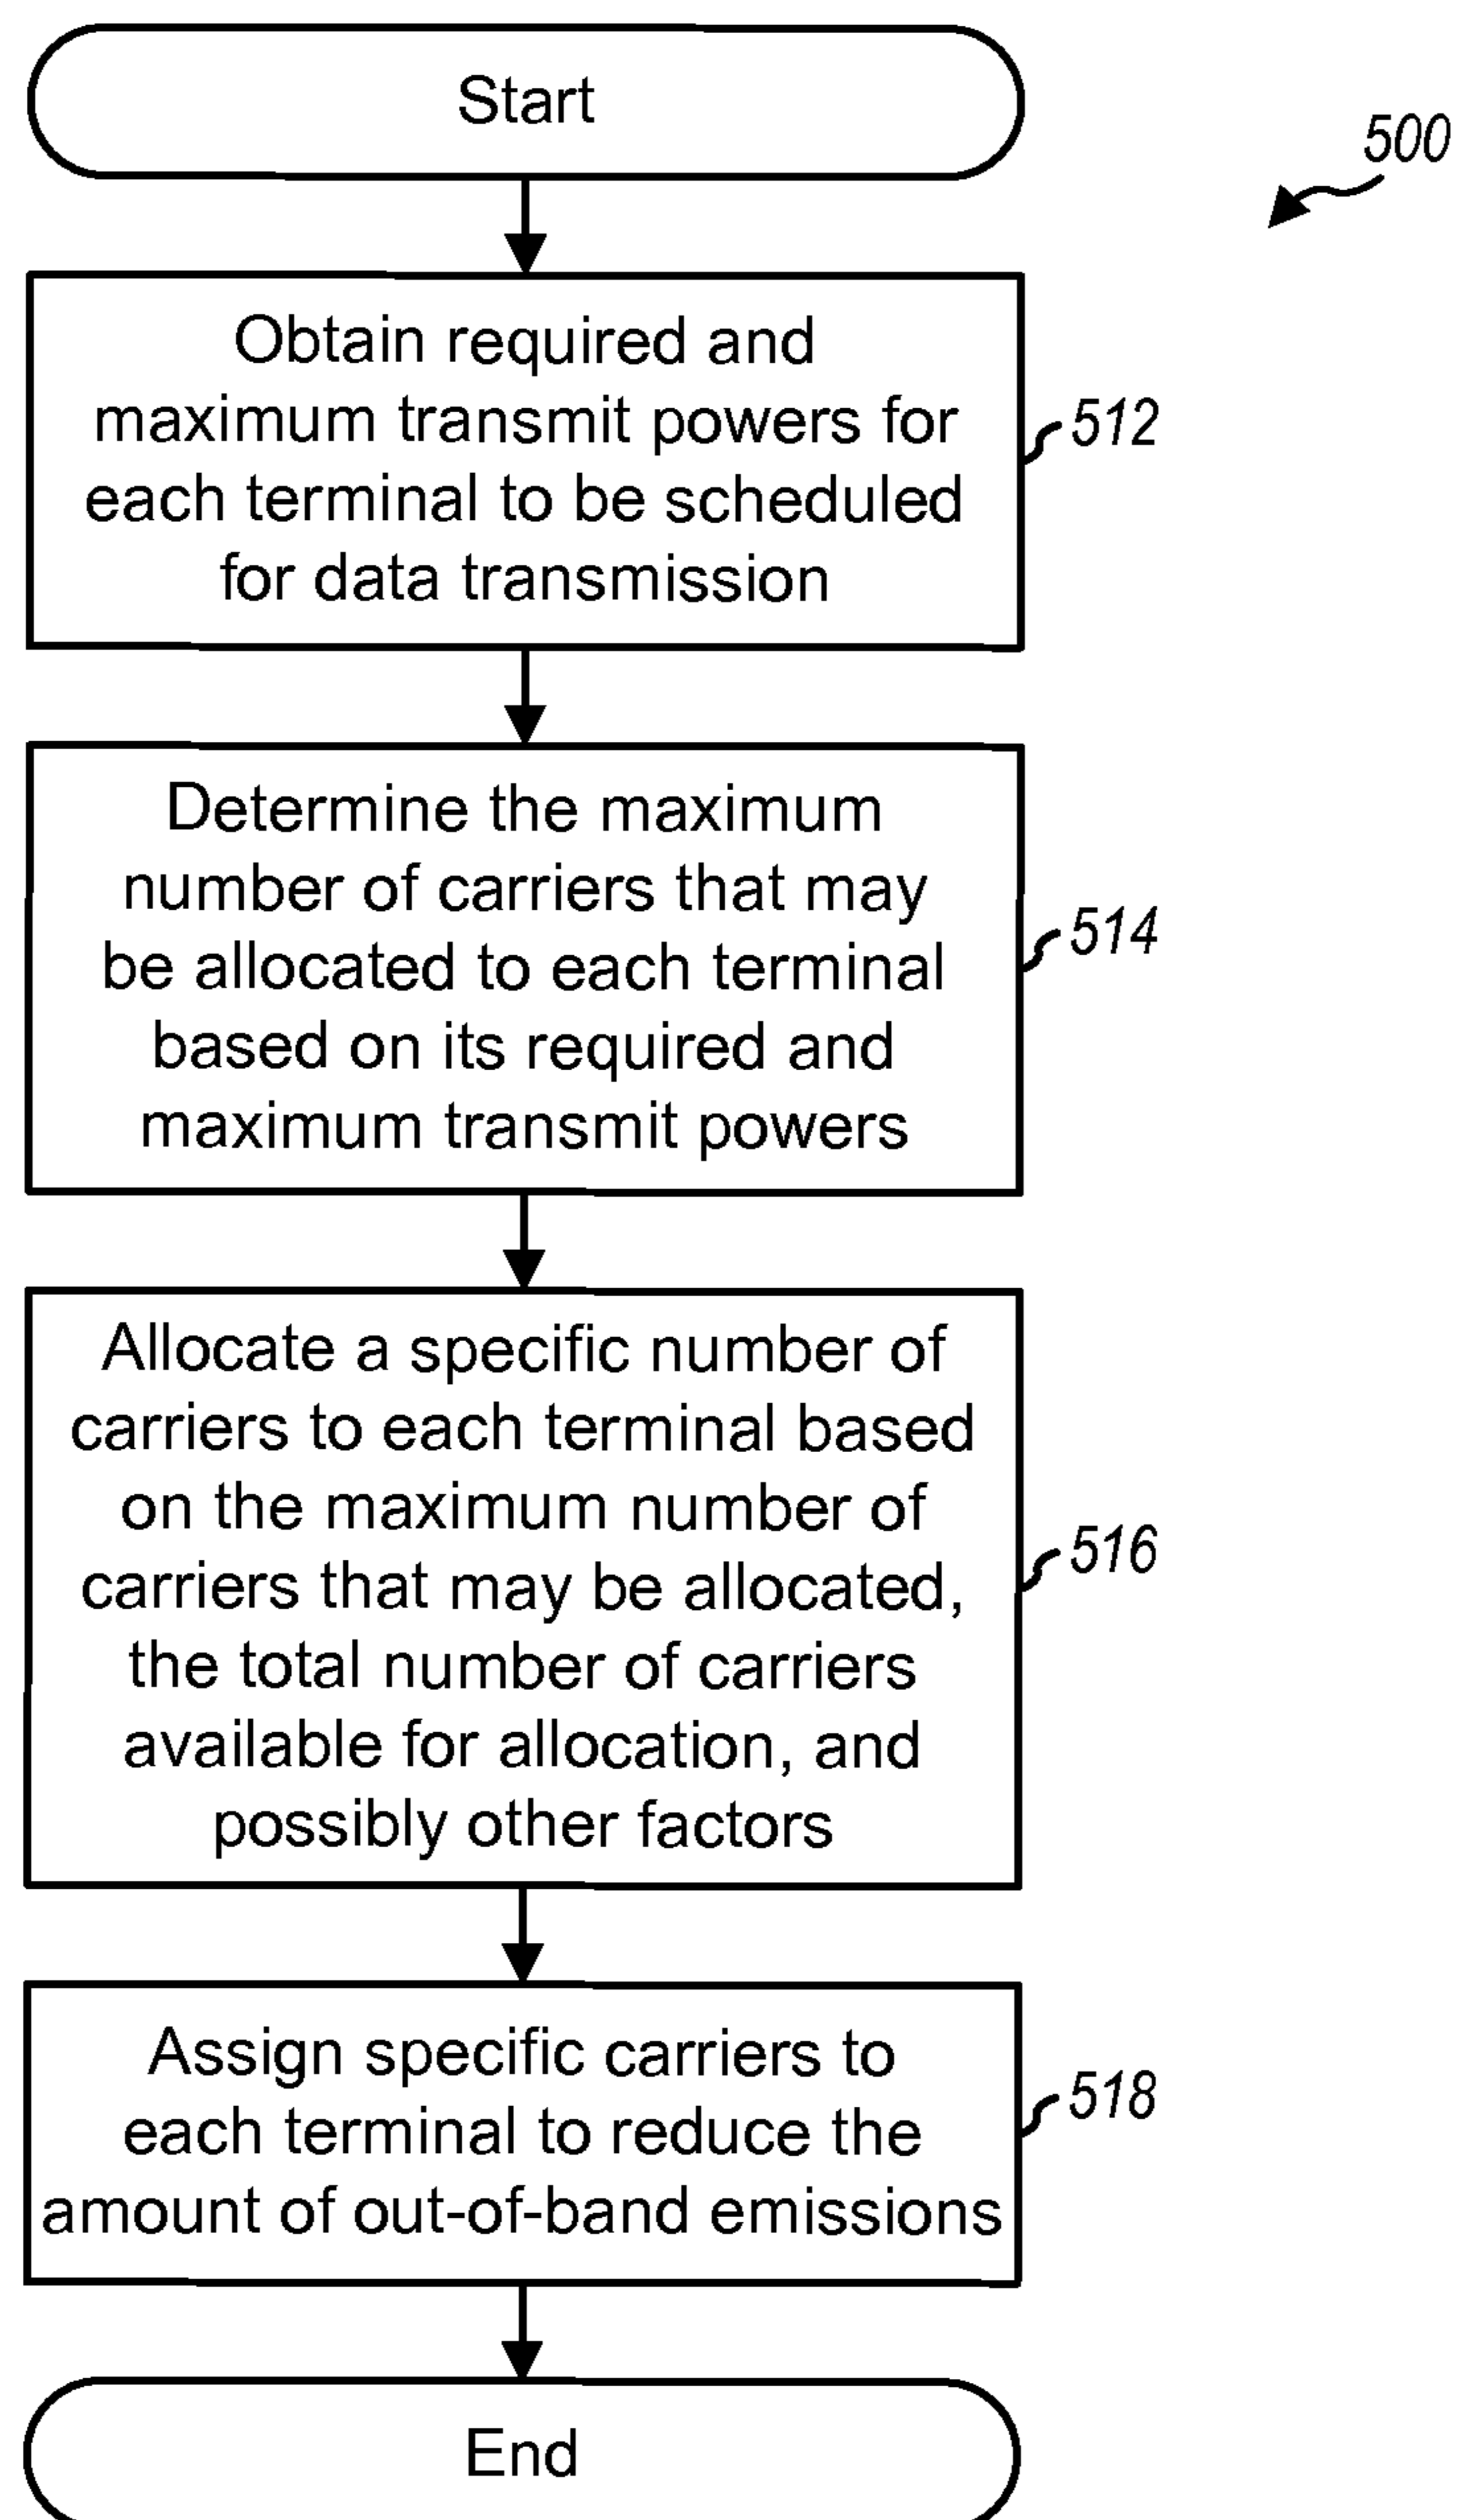 Start
500
Obtain required and
maximum transmit powers for
each terminal to be scheduled
for data transmission
512
Determine the maximum
number of carriers that may
be allocated to each terminal
based on its required and
maximum transmit powers
514
Allocate a specific number of
carriers to each terminal based
on the maximum number of
carriers that may be allocated,
the total number of carriers
available for allocation, and
possibly other factors
516
Assign specific carriers to
each terminal to reduce the
amount of out-of-band emissions
518
End